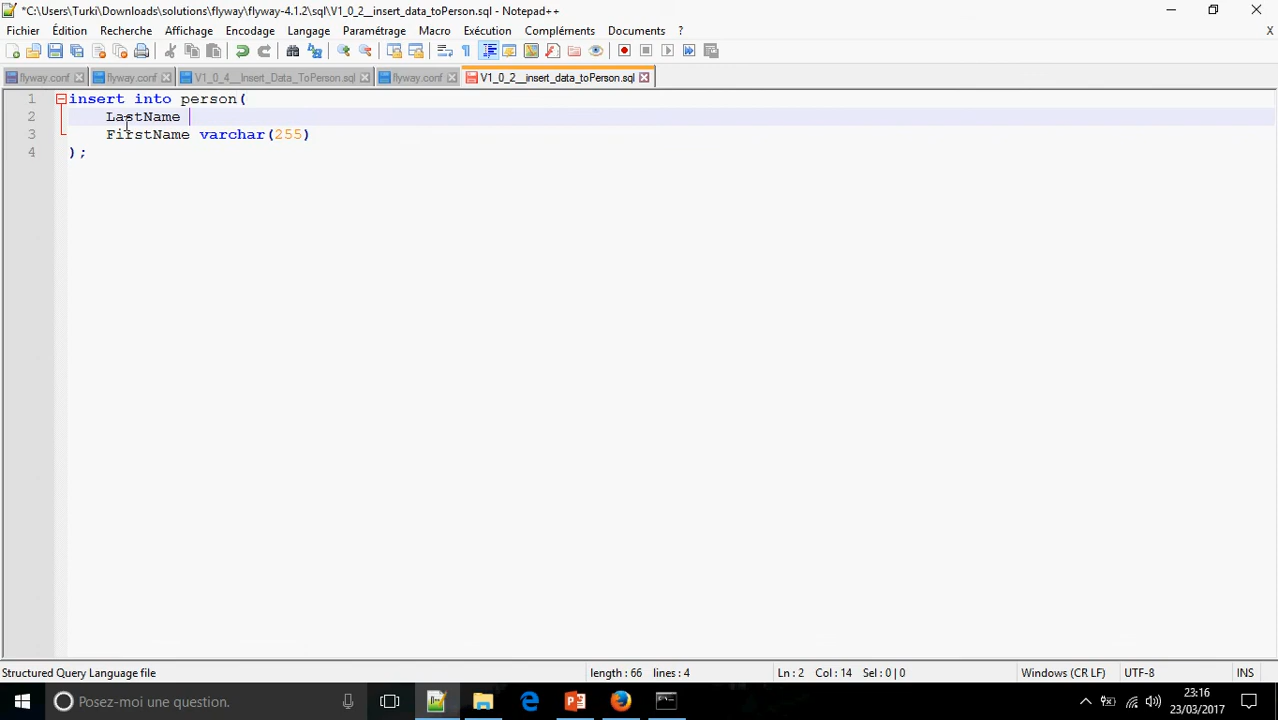 *C:\Users\Turki\Downloads\solutions\flyway\flyway-4.1.2\sql\V1_0_2__insert_data_toPerson.sql - Notepad++
Fichier Édition Recherche Affichage Encodage Langage Paramétrage Macro Exécution Compléments Documents ? X
flyway.conf flyway.conf V1_0_4__Insert_Data_ToPerson.sql flyway.conf V1_0_2__insert_data_toPerson.sql
1 insert into person(
2 LastName
3 FirstName varchar(255)
4 );
Structured Query Language file length : 66 lines : 4 Ln : 2 Col : 14 Sel : 0 | 0 Windows (CR LF) UTF-8 INS
Posez-moi une question. 23:16
23/03/2017